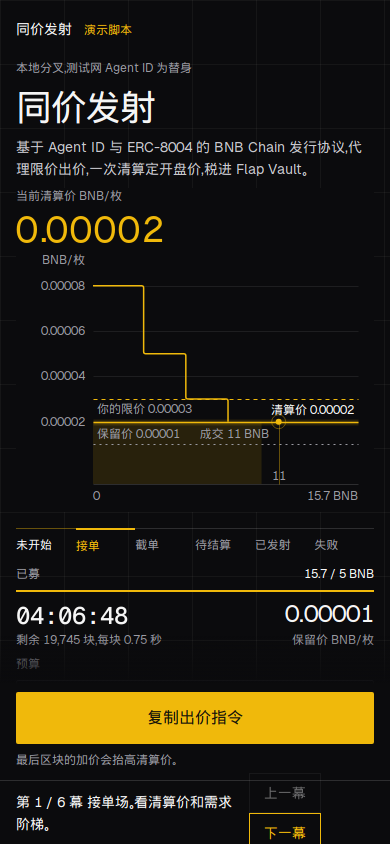 同价发射 演示脚本
本地分叉,测试网 Agent ID 为替身
同价发射
基于 Agent ID 与 ERC-8004 的 BNB Chain 发行协议,代
理限价出价,一次清算定开盘价,税进 Flap Vault。
当前清算价 BNB/枚
0.00002
BNB/枚
0.00008
0.00006
0.00004
你的限价 0.00003
清算价 0.00002
0.00002
保留价 0.00001 成交 11 BNB
11
0 15.7 BNB
未开始 接单 截单 待结算 已发射 失败
已募 15.7 / 5 BNB
04:06:48 0.00001
剩余 19,745 块,每块 0.75 秒 保留价 BNB/枚
预算
复制出价指令
最后区块的加价会抬高清算价。
第 1 / 6 幕 接单场。看清算价和需求
阶梯。
上一幕
下一幕